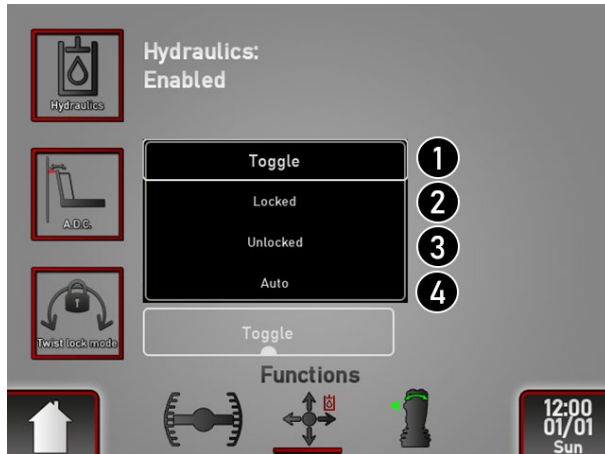 Hydraulics:
Enabled
Hydraulics
Toggle
1
Locked
2
A.D.C.
Unlocked
3
Auto
4
Twist lock mode
Toggle
Functions
12:00
01/01
Sun